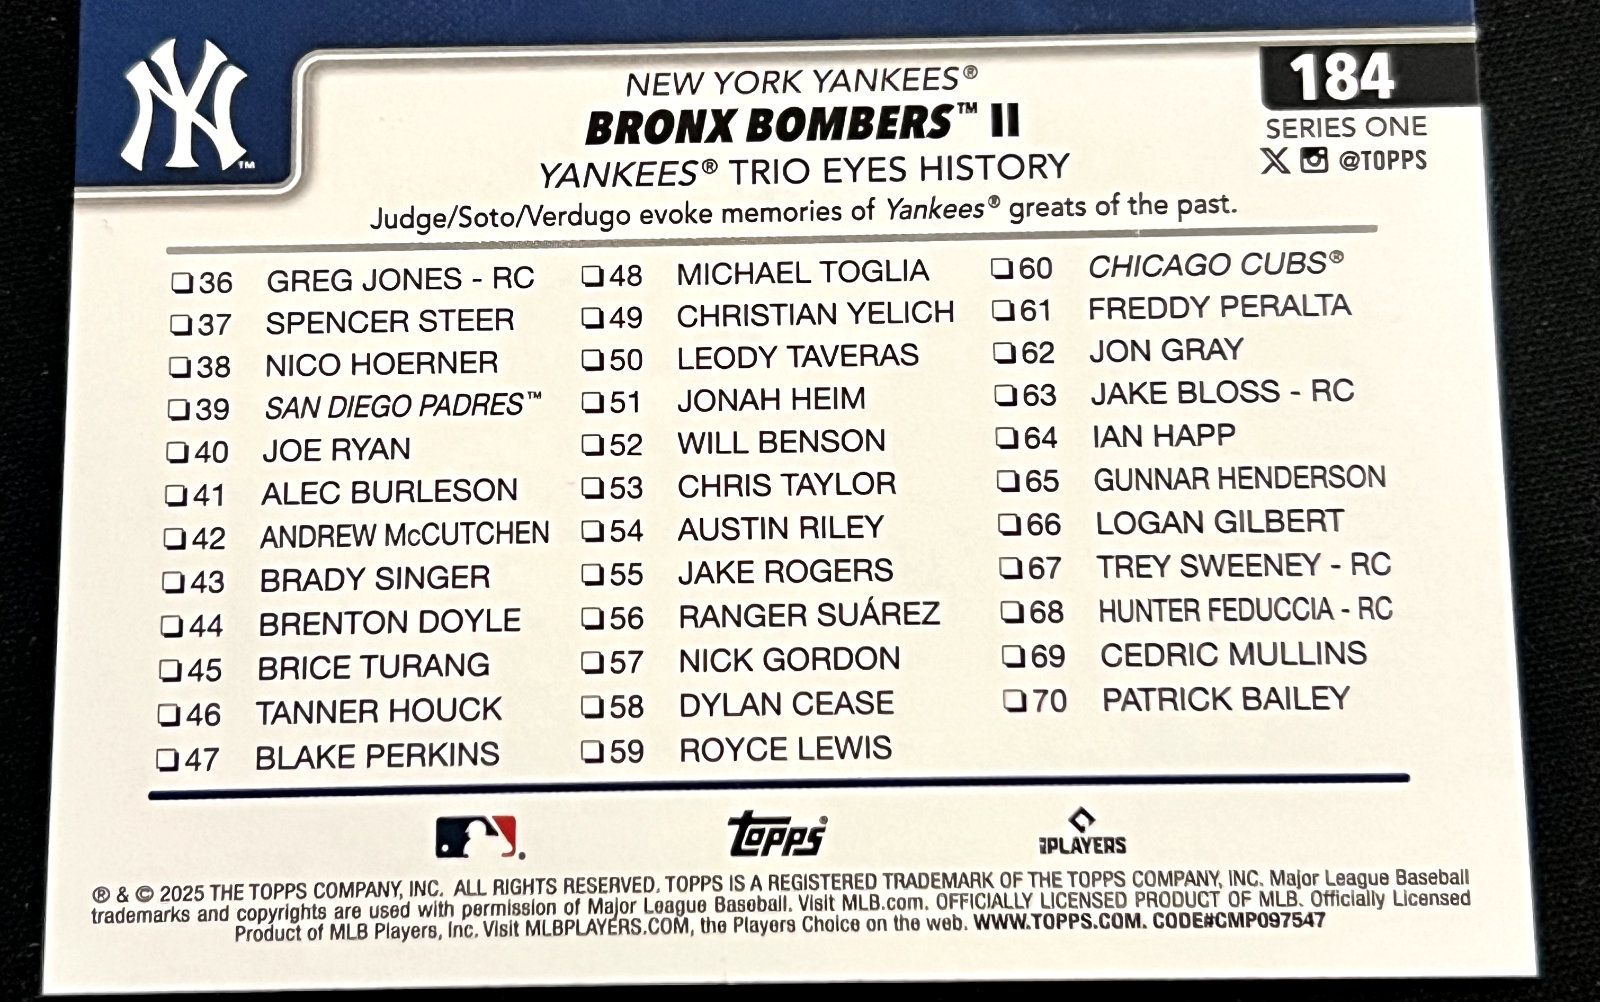 NY
TM
NEW YORK YANKEES®
BRONX BOMBERS™ II
YANKEES® TRIO EYES HISTORY
Judge/Soto/Verdugo evoke memories of Yankees® greats of the past.
184
SERIES ONE
X @TOPPS
36 GREG JONES - RC
37 SPENCER STEER
38 NICO HOERNER
39 SAN DIEGO PADRES™
40 JOE RYAN
41 ALEC BURLESON
42 ANDREW McCUTCHEN
43 BRADY SINGER
44 BRENTON DOYLE
45 BRICE TURANG
46 TANNER HOUCK
47 BLAKE PERKINS
48 MICHAEL TOGLIA
49 CHRISTIAN YELICH
50 LEODY TAVERAS
51 JONAH HEIM
52 WILL BENSON
53 CHRIS TAYLOR
54 AUSTIN RILEY
55 JAKE ROGERS
56 RANGER SUÁREZ
57 NICK GORDON
58 DYLAN CEASE
59 ROYCE LEWIS
60 CHICAGO CUBS®
61 FREDDY PERALTA
62 JON GRAY
63 JAKE BLOSS - RC
64 IAN HAPP
65 GUNNAR HENDERSON
66 LOGAN GILBERT
67 TREY SWEENEY - RC
68 HUNTER FEDUCCIA - RC
69 CEDRIC MULLINS
70 PATRICK BAILEY
Topps®
PLAYERS
® & © 2025 THE TOPPS COMPANY, INC. ALL RIGHTS RESERVED. TOPPS IS A REGISTERED TRADEMARK OF THE TOPPS COMPANY, INC. Major League Baseball
trademarks and copyrights are used with permission of Major League Baseball. Visit MLB.com. OFFICIALLY LICENSED PRODUCT OF MLB. Officially Licensed
Product of MLB Players, Inc. Visit MLBPLAYERS.COM, the Players Choice on the web. WWW.TOPPS.COM. CODE#CMP097547